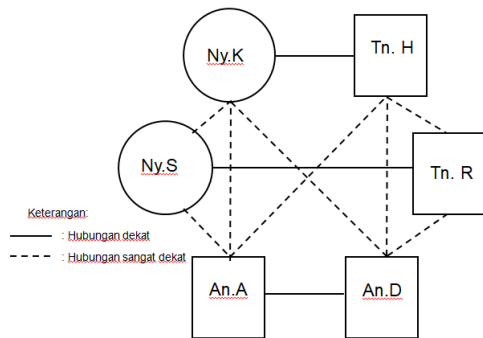 Ny.K
Tn. H
Ny.S
Tn. R
Keterangan:
: Hubungan dekat
: Hubungan sangat dekat
An.A
An.D